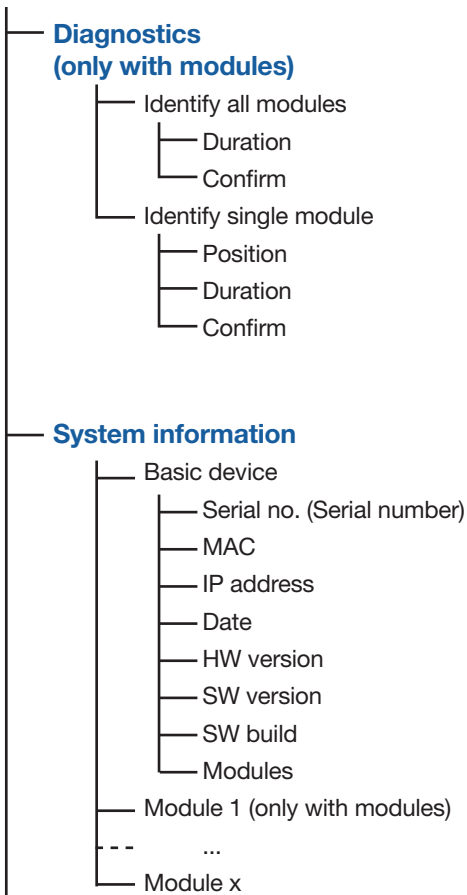 Diagnostics
(only with modules)
Identify all modules
Duration
Confirm
Identify single module
Position
Duration
Confirm
System information
Basic device
Serial no. (Serial number)
MAC
IP address
Date
HW version
SW version
SW build
Modules
Module 1 (only with modules)
...
Module x